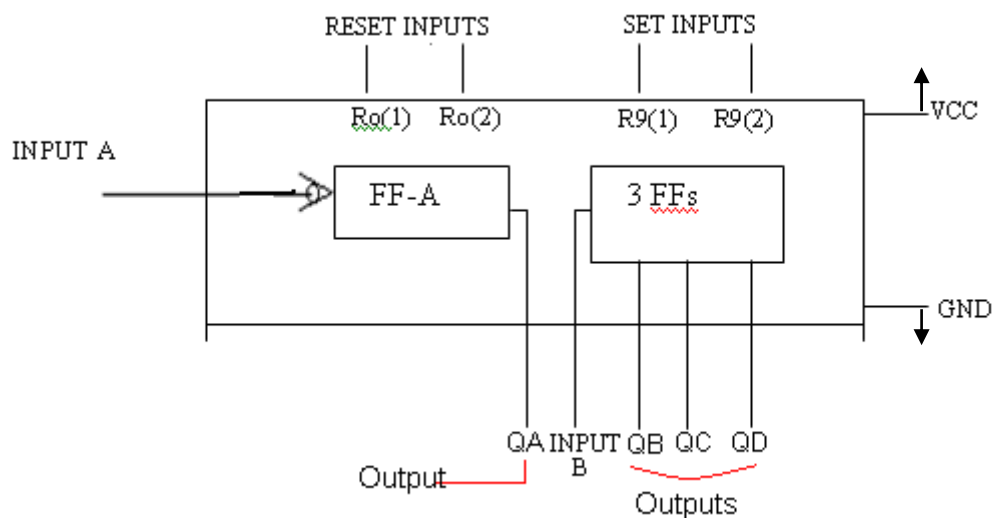 RESET INPUTS SET INPUTS
Ro(1) Ro(2) R9(1) R9(2) VCC
INPUT A
FF-A 3 FFs
GND
QA INPUT B QB QC QD
Output
Outputs